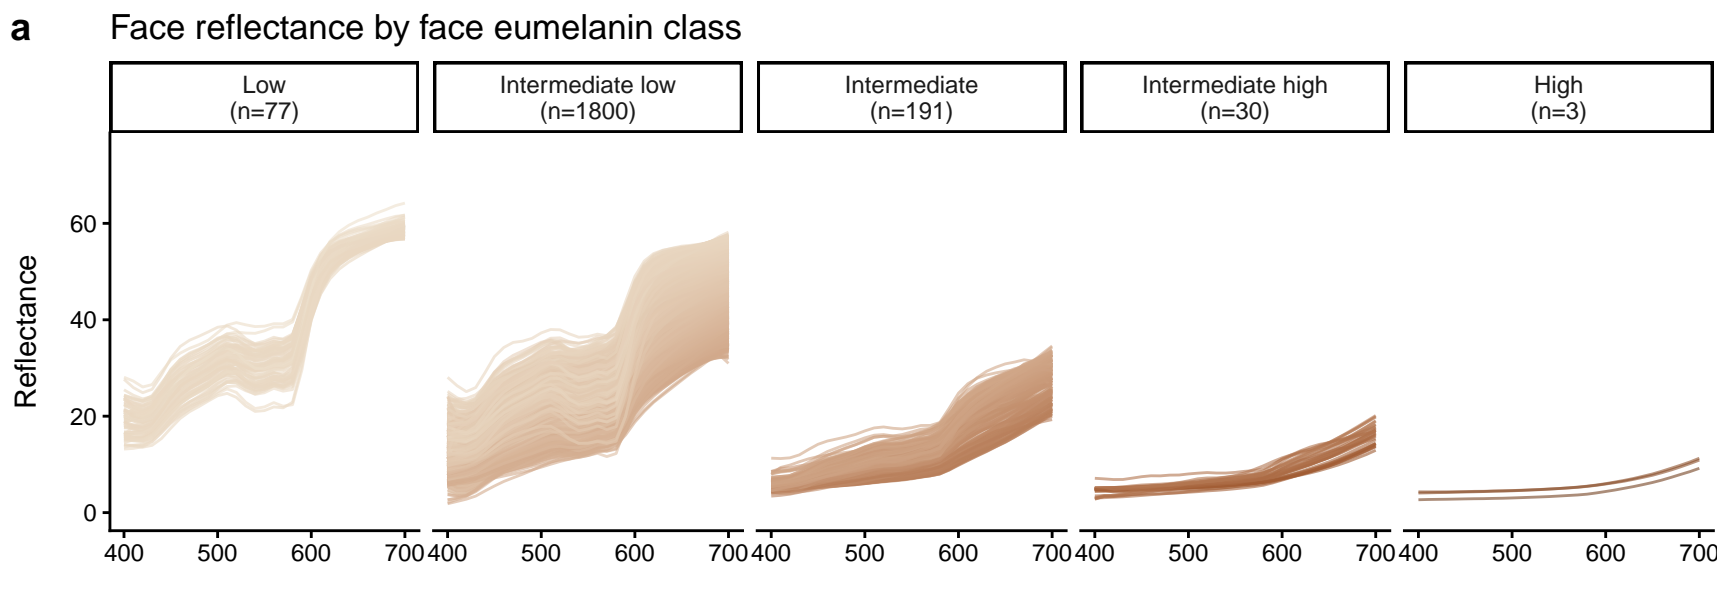 a Face reflectance by face eumelanin class
Low Intermediate low Intermediate Intermediate high High
(n=77) (n=1800) (n=191) (n=30) (n=3)
Reflectance
60
40
20
0
400 500 600 700 400 500 600 700 400 500 600 700 400 500 600 700 400 500 600 700